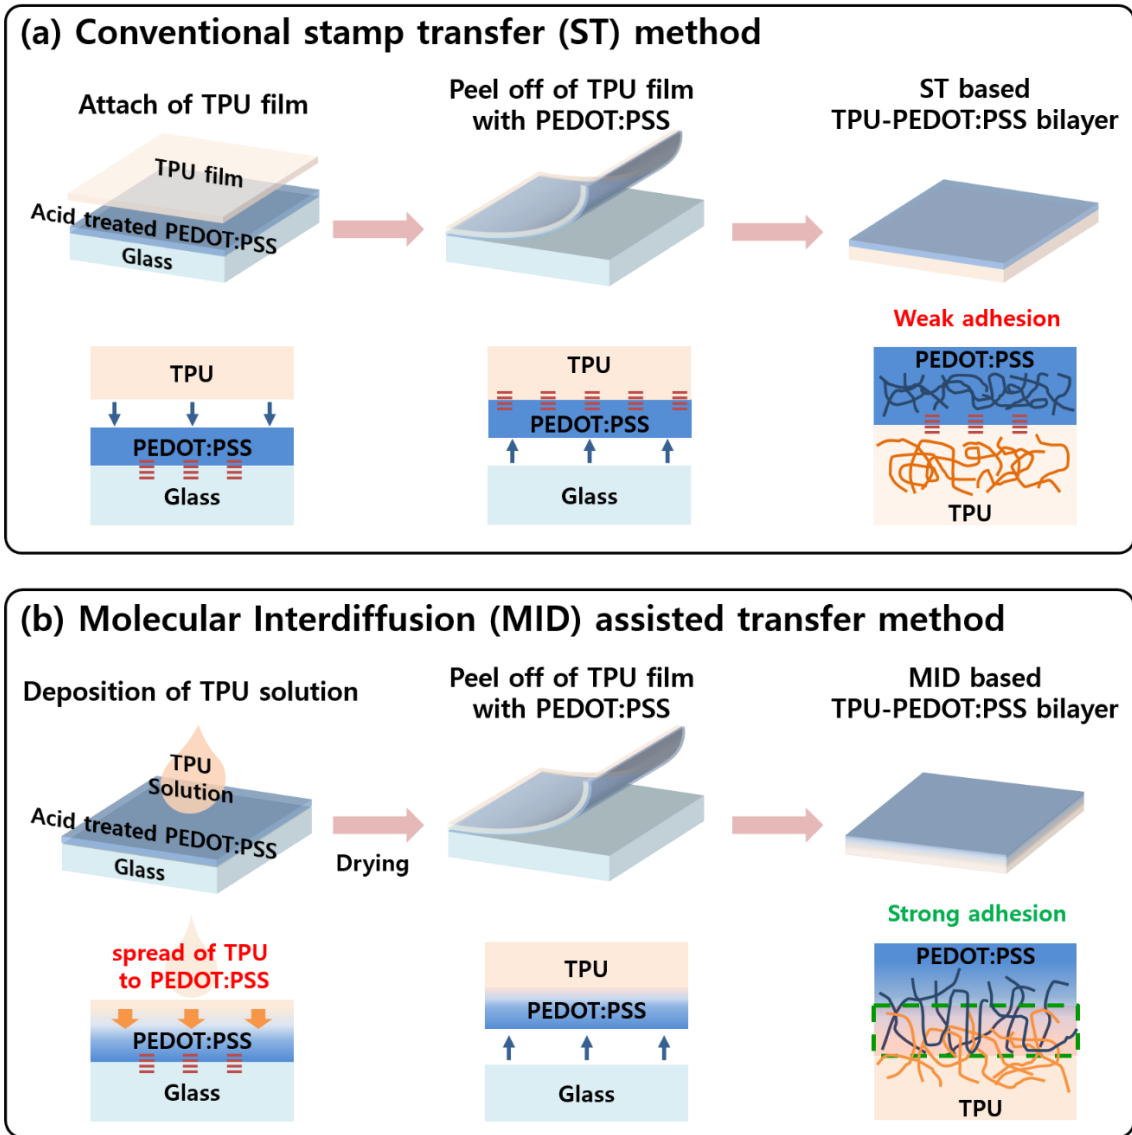 (a) Conventional stamp transfer (ST) method
Attach of TPU film
Peel off of TPU film
with PEDOT:PSS
ST based
TPU-PEDOT:PSS bilayer
TPU film
Acid treated PEDOT:PSS
Glass
Weak adhesion
TPU
PEDOT:PSS
Glass
TPU
PEDOT:PSS
Glass
PEDOT:PSS
TPU
(b) Molecular Interdiffusion (MID) assisted transfer method
Deposition of TPU solution
Peel off of TPU film
with PEDOT:PSS
MID based
TPU-PEDOT:PSS bilayer
TPU
Solution
Acid treated PEDOT:PSS
Glass
Drying
Strong adhesion
spread of TPU
to PEDOT:PSS
PEDOT:PSS
Glass
TPU
PEDOT:PSS
Glass
PEDOT:PSS
TPU